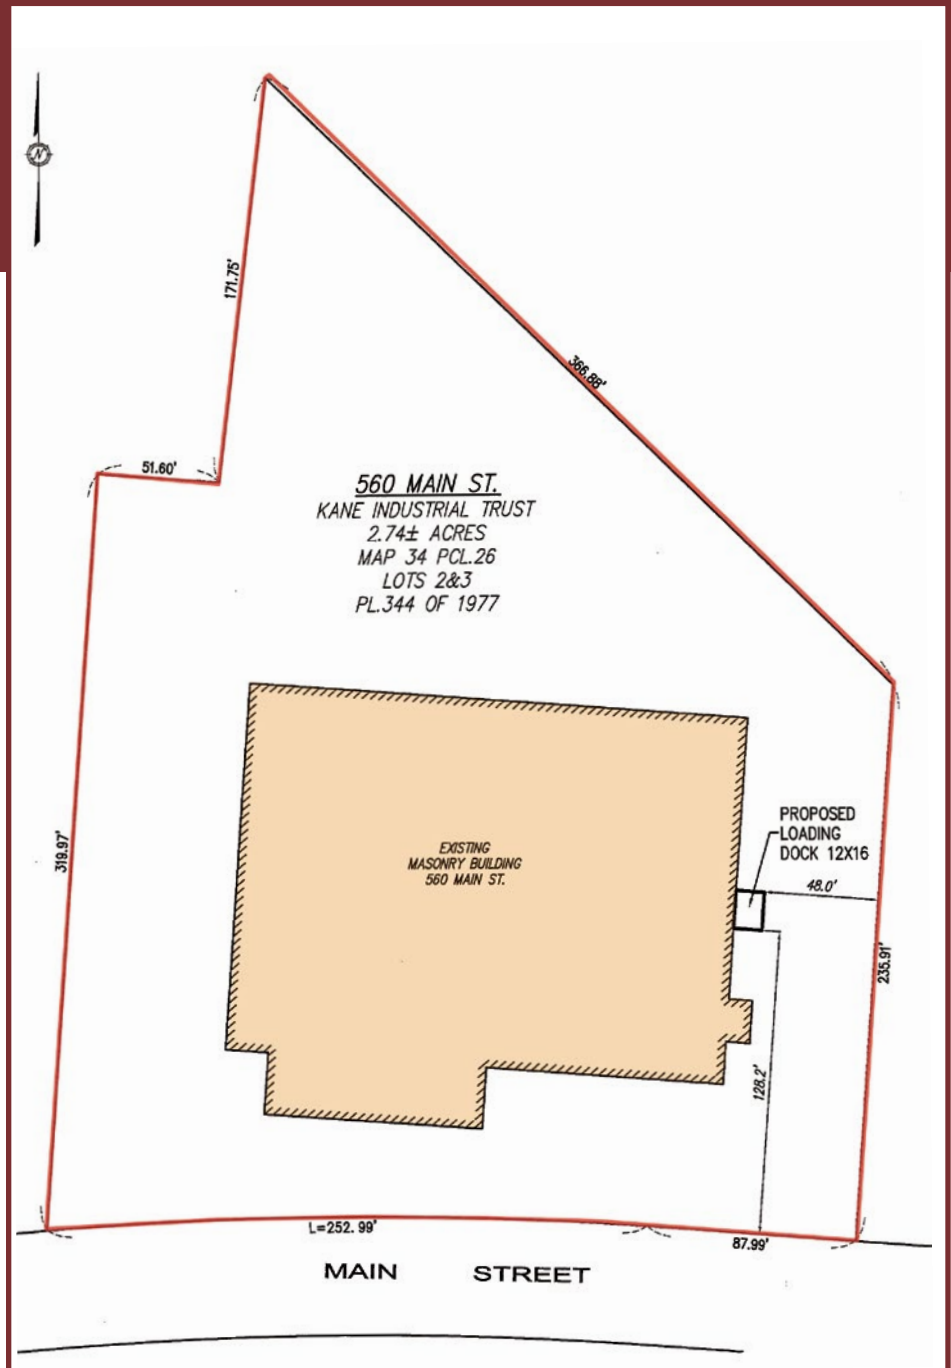 N
171.75'
366.88'
51.60'
560 MAIN ST.
KANE INDUSTRIAL TRUST
2.74± ACRES
MAP 34 PCL.26
LOTS 2&3
PL.344 OF 1977
319.97'
EXISTING
MASONRY BUILDING
560 MAIN ST.
PROPOSED
LOADING
DOCK 12X16
48.0'
235.91'
128.2'
L=252.99'
87.99'
MAIN STREET